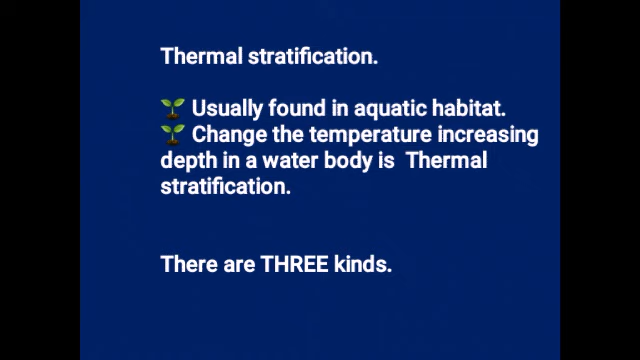 Thermal stratification.
🌱 Usually found in aquatic habitat.
🌱 Change the temperature increasing
depth in a water body is  Thermal
stratification.
There are THREE kinds.